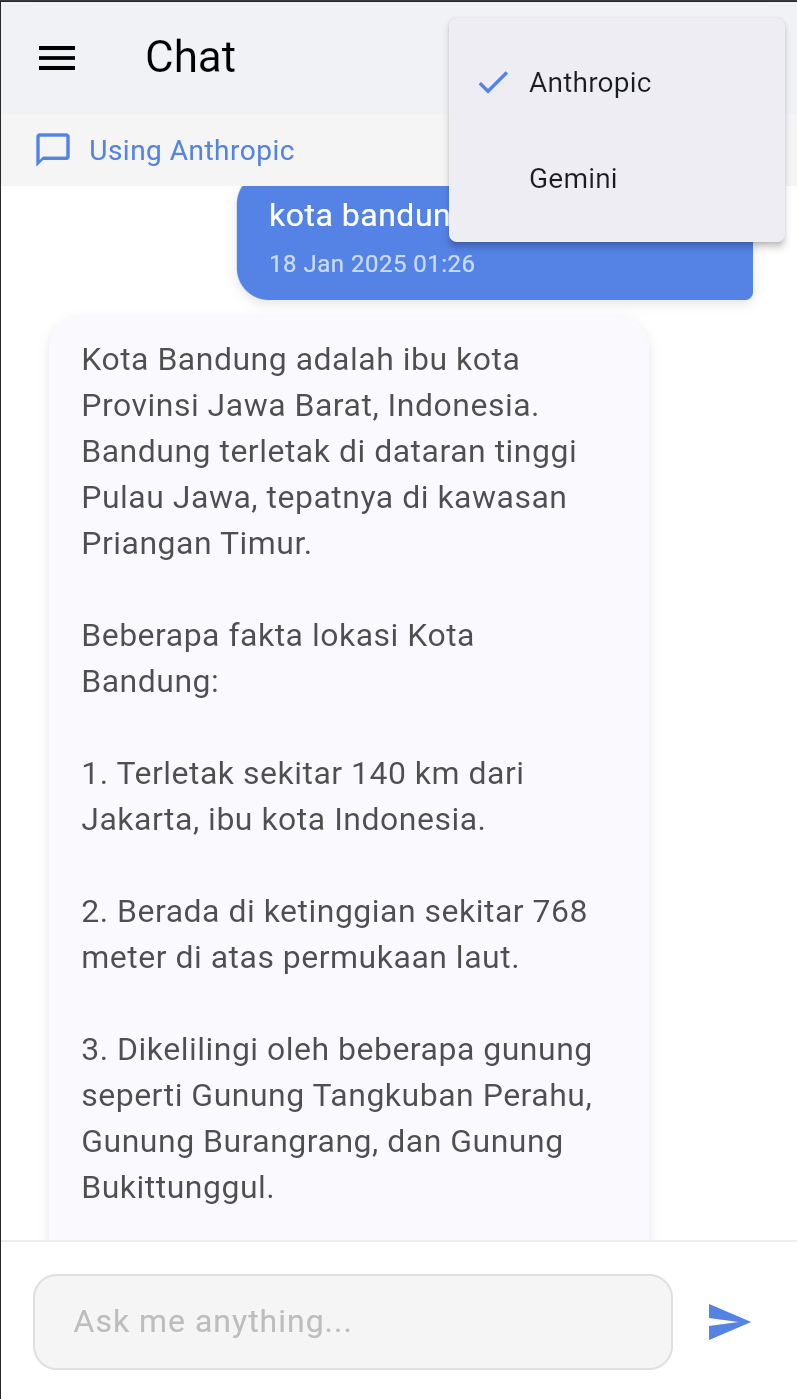 Chat
Anthropic
Gemini
Using Anthropic
kota
18 Jan 2025 01:26
Kota Bandung adalah ibu kota
Provinsi Jawa Barat, Indonesia.
Bandung terletak di dataran tinggi
Pulau Jawa, tepatnya di kawasan
Priangan Timur.
Beberapa fakta lokasi Kota
Bandung:
1. Terletak sekitar 140 km dari
Jakarta, ibu kota Indonesia.
2. Berada di ketinggian sekitar 768
meter di atas permukaan laut.
3. Dikelilingi oleh beberapa gunung
seperti Gunung Tangkuban Perahu,
Gunung Burangrang, dan Gunung
Bukittunggul.
Ask me anything...